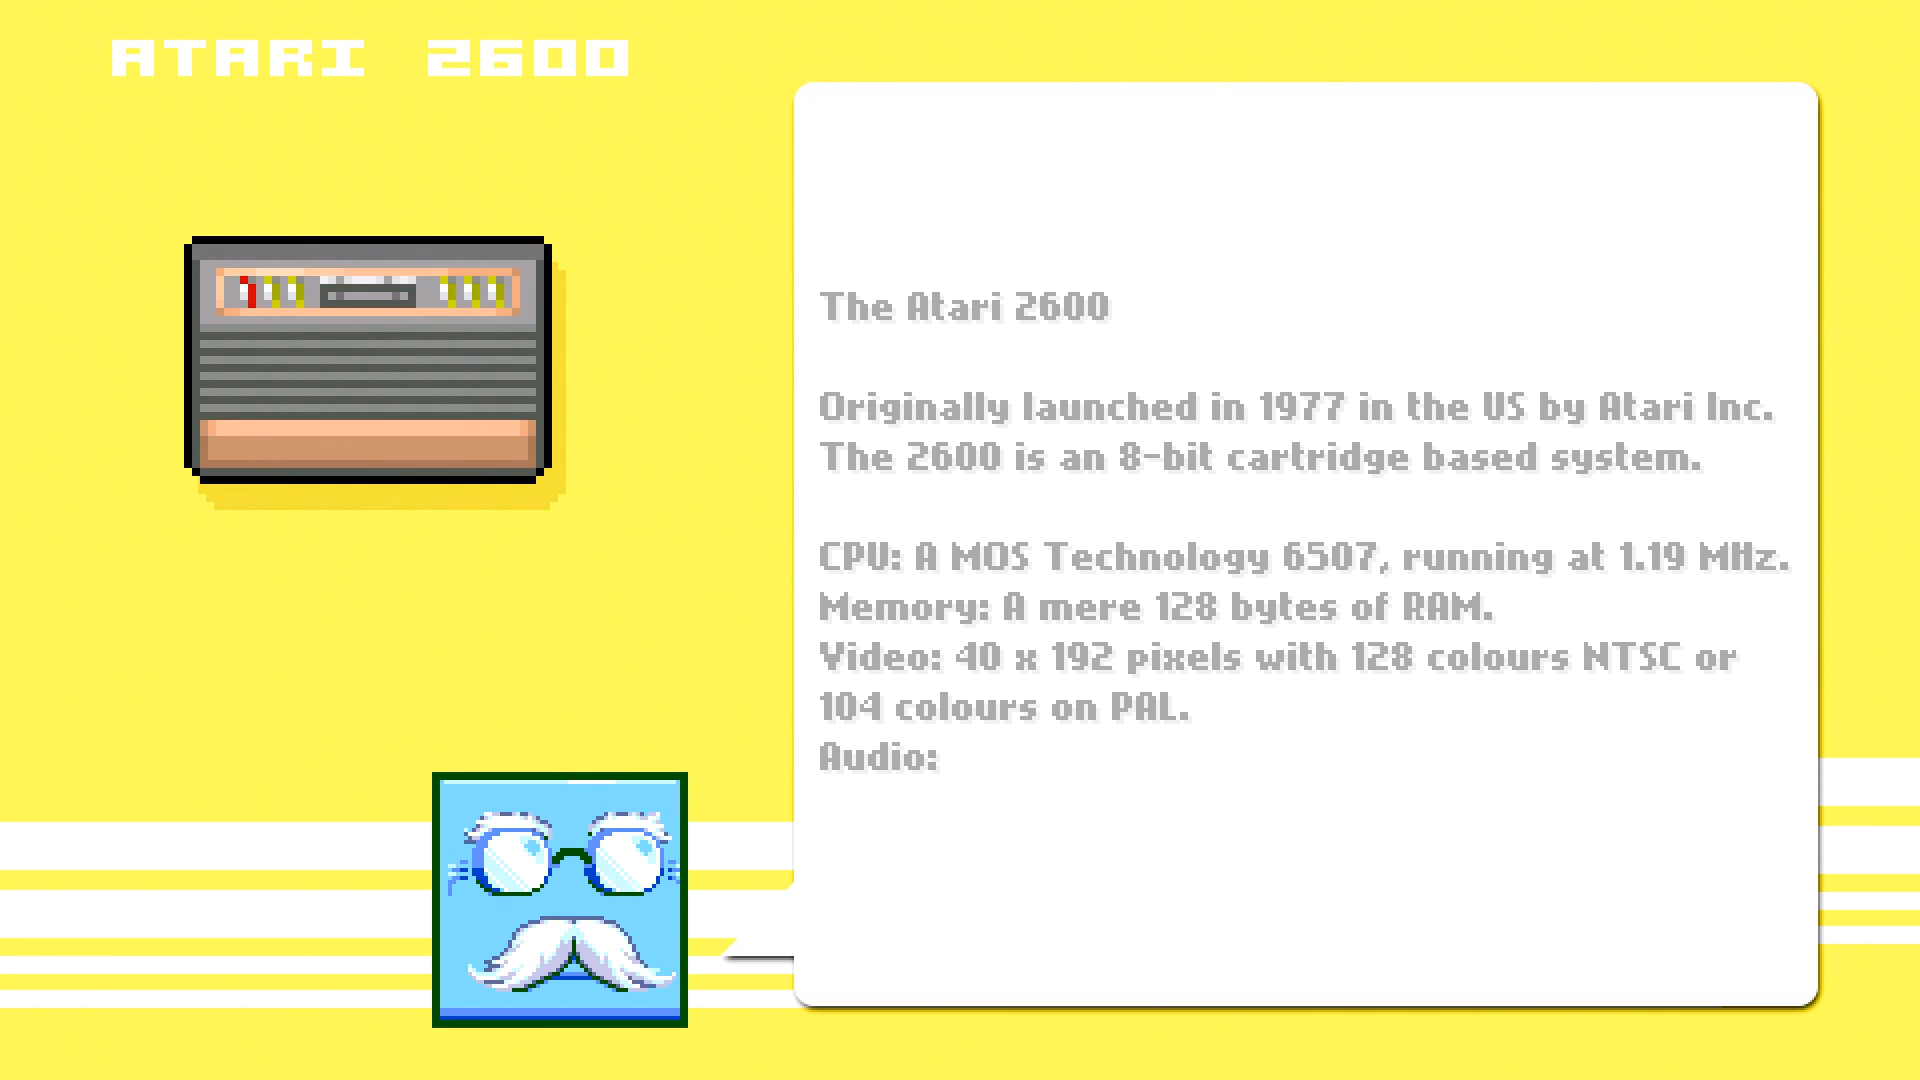 ATARI 2600
The Atari 2600
Originally launched in 1977 in the US by Atari Inc.
The 2600 is an 8-bit cartridge based system.
CPU: A MOS Technology 6507, running at 1.19 MHz.
Memory: A mere 128 bytes of RAM.
Video: 40 x 192 pixels with 128 colours NTSC or
104 colours on PAL.
Audio: